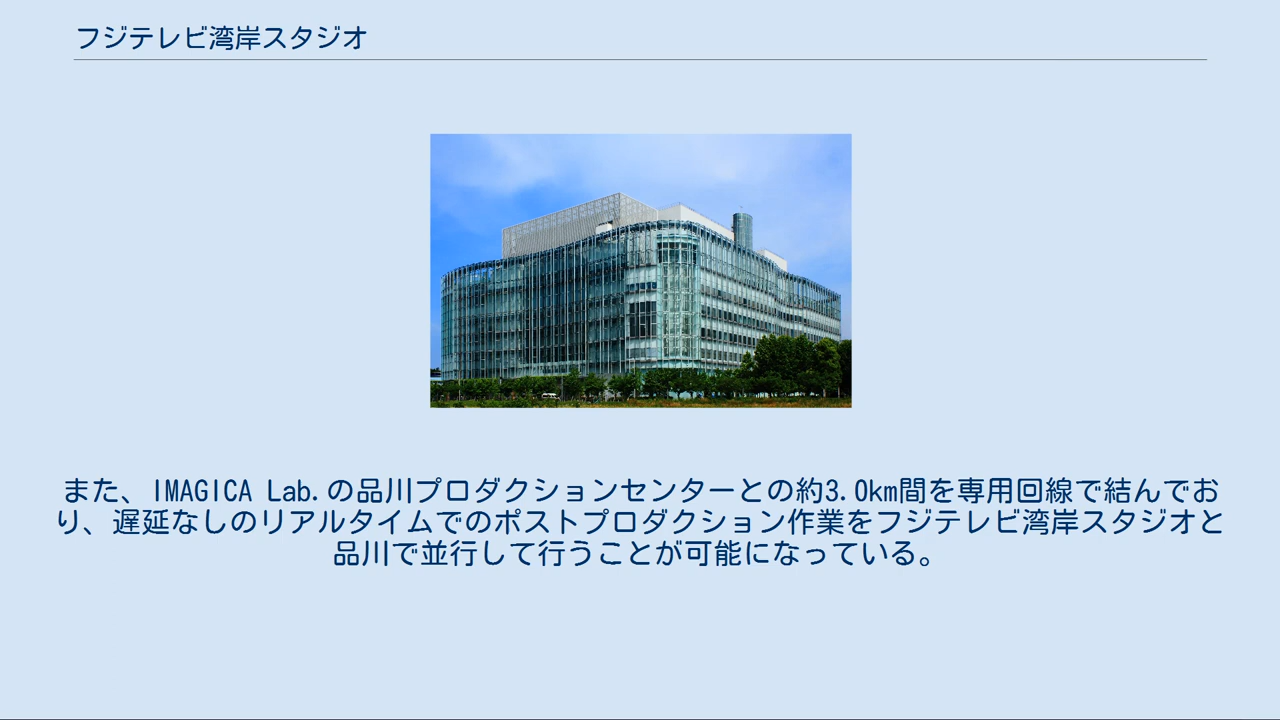 フジテレビ湾岸スタジオ
また、IMAGICA Lab.の品川プロダクションセンターとの約3.0km間を専用回線で結んでお
り、遅延なしのリアルタイムでのポストプロダクション作業をフジテレビ湾岸スタジオと
品川で並行して行うことが可能になっている。